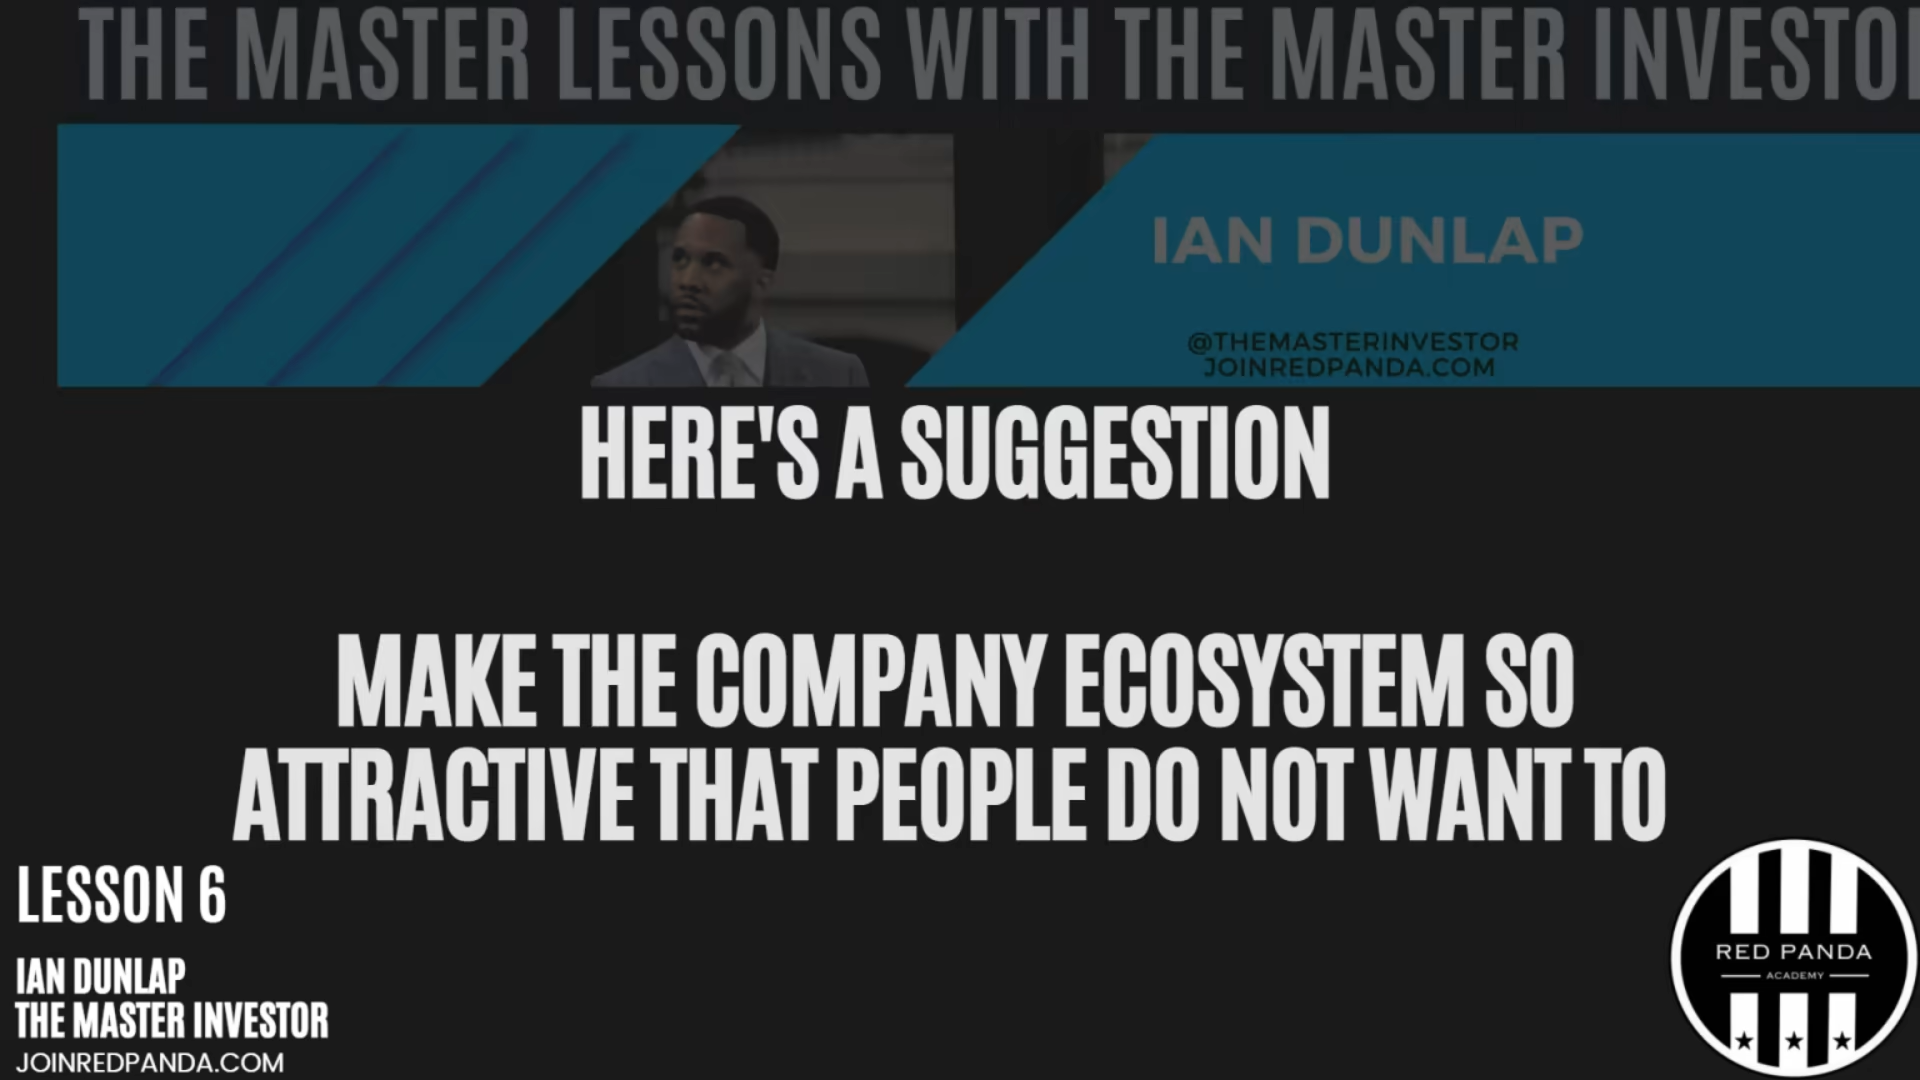 THE MASTER LESSONS WITH THE MASTER INVESTOR
IAN DUNLAP
@THEMASTERINVESTOR
JOINREDPANDA.COM
HERE'S A SUGGESTION
MAKE THE COMPANY ECOSYSTEM SO
ATTRACTIVE THAT PEOPLE DO NOT WANT TO
LESSON 6
IAN DUNLAP
THE MASTER INVESTOR
JOINREDPANDA.COM
RED PANDA
ACADEMY